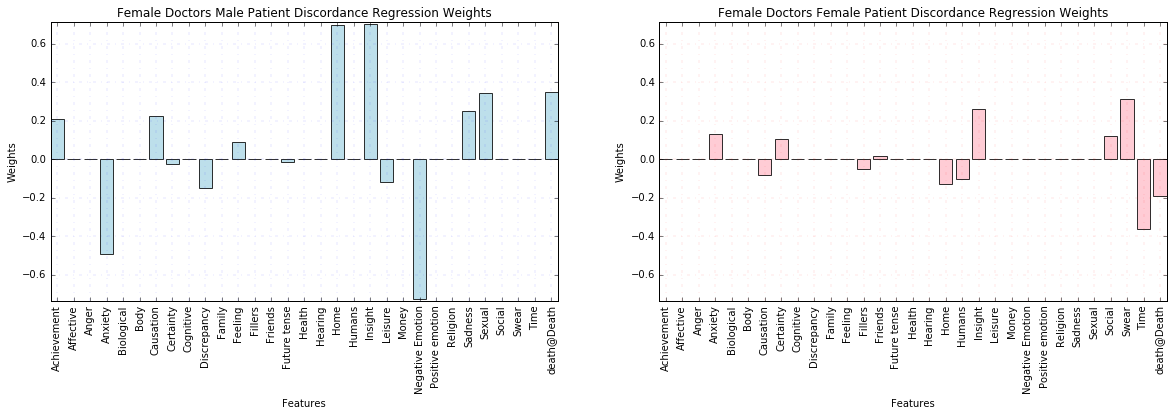 Female Doctors Male Patient Discordance Regression Weights
0.6
0.4
0.2
0.0
−0.2
−0.4
−0.6
Weights
Achievement
Affective
Anger
Anxiety
Biological
Body
Causation
Certainty
Cognitive
Discrepancy
Family
Feeling
Fillers
Friends
Future tense
Health
Hearing
Home
Humans
Insight
Leisure
Money
Negative Emotion
Positive emotion
Religion
Sadness
Sexual
Social
Swear
Time
death@Death
Features
Female Doctors Female Patient Discordance Regression Weights
0.6
0.4
0.2
0.0
−0.2
−0.4
−0.6
Weights
Achievement
Affective
Anger
Anxiety
Biological
Body
Causation
Certainty
Cognitive
Discrepancy
Family
Feeling
Fillers
Friends
Future tense
Health
Hearing
Home
Humans
Insight
Leisure
Money
Negative Emotion
Positive emotion
Religion
Sadness
Sexual
Social
Swear
Time
death@Death
Features